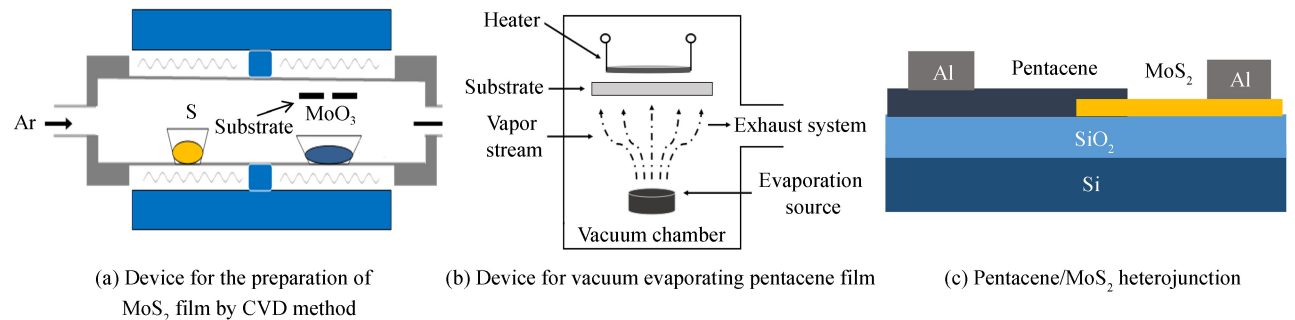 Ar
S
Substrate
MoO₃
(a) Device for the preparation of
MoS₂ film by CVD method
Heater
Substrate
Vapor
stream
Exhaust system
Evaporation
source
Vacuum chamber
(b) Device for vacuum evaporating pentacene film
Al
Pentacene
MoS₂
Al
SiO₂
Si
(c) Pentacene/MoS₂ heterojunction